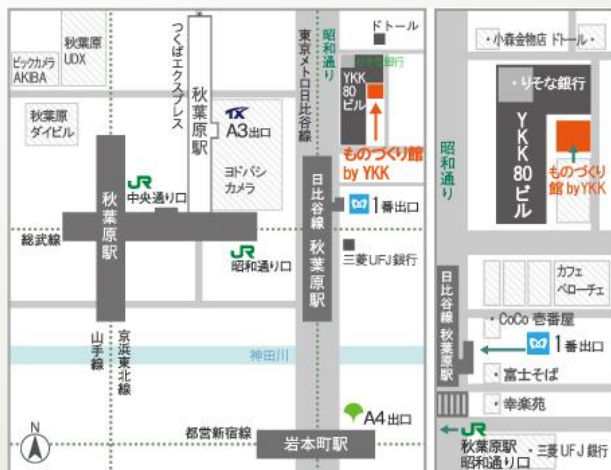 ドトール
秋葉原
UDX
ビックカメラ
AKIBA
つくばエクスプレス
秋葉原駅
東京メトロ日比谷線
昭和通り
りそな銀行
YKK
80
ビル
秋葉原
ダイビル
TX
A3出口
ヨドバシ
カメラ
ものづくり館
by YKK
JR
中央通り口
秋葉原駅
日比谷線 秋葉原駅
1番出口
総武線
JR
昭和通り口
三菱UFJ銀行
山手線
京浜東北線
神田川
N
都営新宿線
岩本町駅
A4出口
・小森金物店
ドトール・
・りそな銀行
YKK80ビル
昭和通り
ものづくり
館 by YKK
カフェ
ベローチェ
日比谷線 秋葉原駅
・CoCo壱番屋
1番出口
・富士そば
・幸楽苑
JR
秋葉原駅
昭和通り口
・三菱UFJ銀行